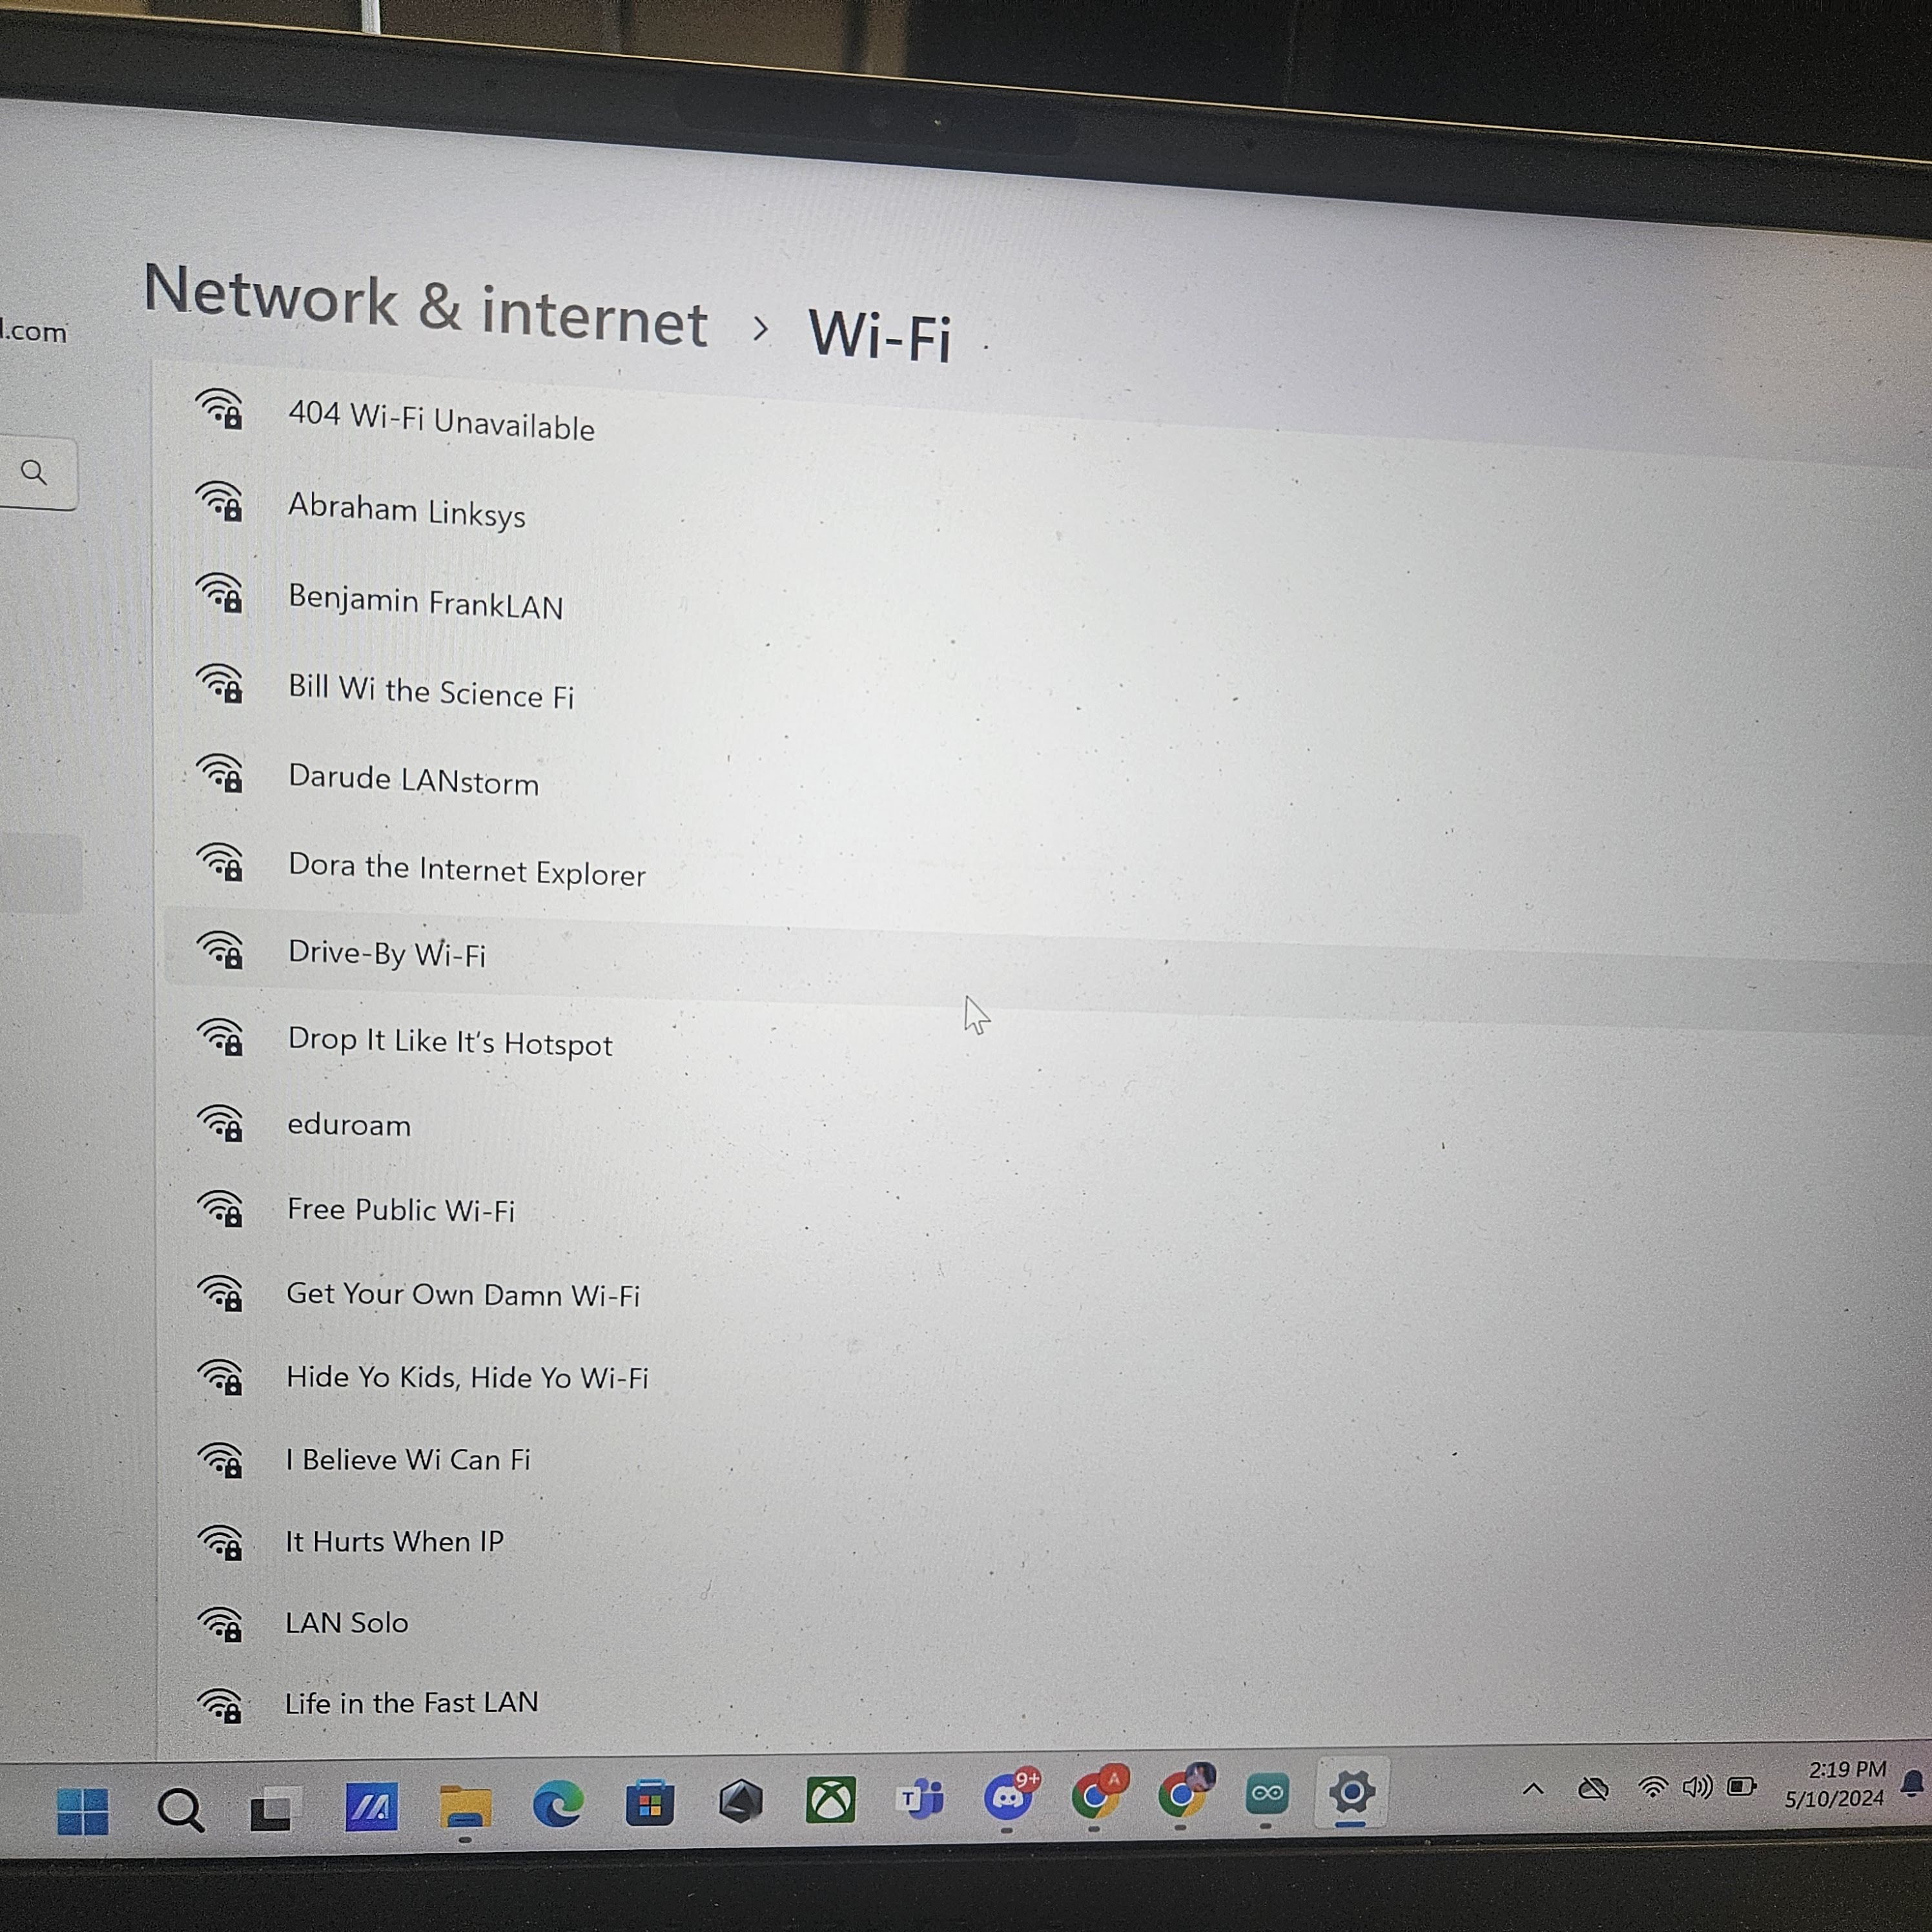 Network & internet > Wi-Fi
l.com
404 Wi-Fi Unavailable
Abraham Linksys
Benjamin FrankLAN
Bill Wi the Science Fi
Darude LANstorm
Dora the Internet Explorer
Drive-By Wi-Fi
Drop It Like It's Hotspot
eduroam
Free Public Wi-Fi
Get Your Own Damn Wi-Fi
Hide Yo Kids, Hide Yo Wi-Fi
I Believe Wi Can Fi
It Hurts When IP
LAN Solo
Life in the Fast LAN
T
9+
A
2:19 PM
5/10/2024